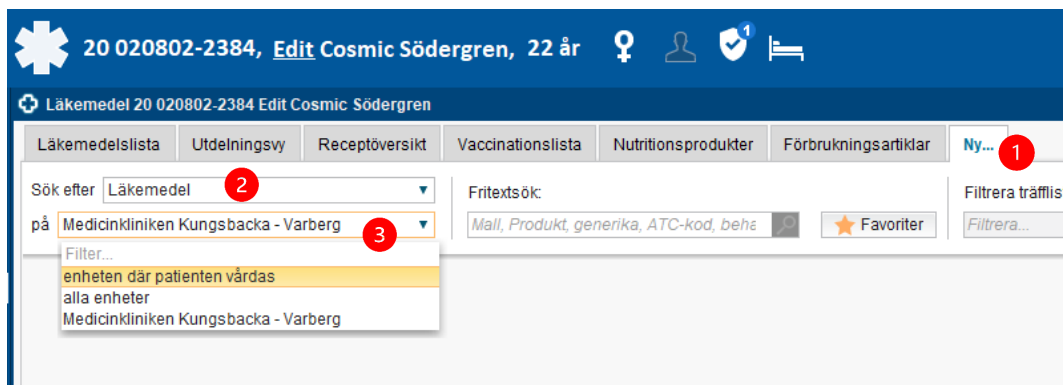 20 020802-2384, Edit Cosmic Södergren, 22 år 1
Läkemedel 20 020802-2384 Edit Cosmic Södergren
Läkemedelslista Utdelningsvy Receptöversikt Vaccinationslista Nutritionsprodukter Förbrukningsartiklar Ny... 1
Sök efter Läkemedel 2 Fritextsök: Filtrera träfflis
på Medicinkliniken Kungsbacka - Varberg 3 Mall, Produkt, generika, ATC-kod, beha Favoriter Filtrera...
Filter...
enheten där patienten vårdas
alla enheter
Medicinkliniken Kungsbacka - Varberg